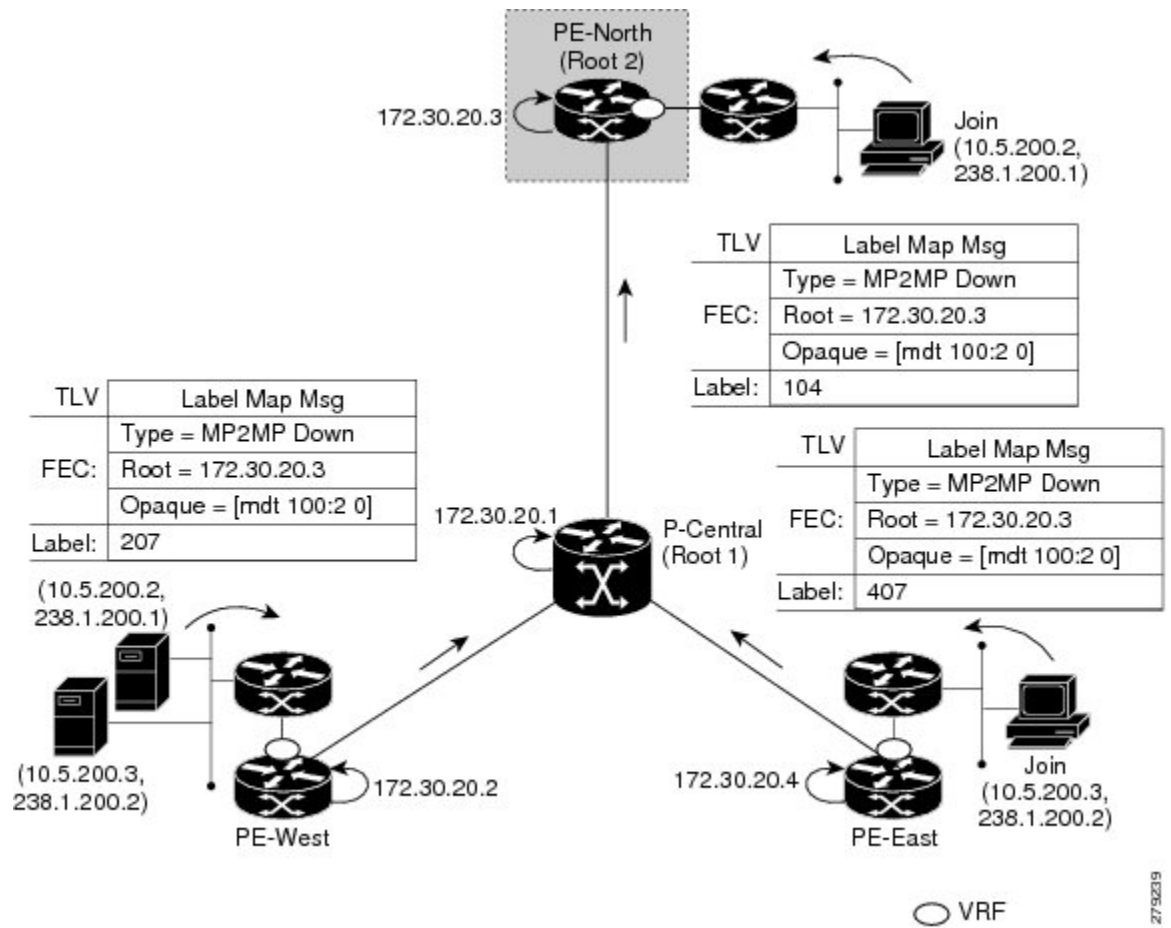 PE-North
(Root 2)
172.30.20.3
Join
(10.5.200.2,
238.1.200.1)
TLV
Label Map Msg
FEC:
Type = MP2MP Down
Root = 172.30.20.3
Opaque = [mdt 100:2 0]
Label:
104
TLV
Label Map Msg
FEC:
Type = MP2MP Down
Root = 172.30.20.3
Opaque = [mdt 100:2 0]
Label:
207
TLV
Label Map Msg
FEC:
Type = MP2MP Down
Root = 172.30.20.3
Opaque = [mdt 100:2 0]
Label:
407
172.30.20.1
P-Central
(Root 1)
(10.5.200.2,
238.1.200.1)
(10.5.200.3,
238.1.200.2)
172.30.20.2
PE-West
172.30.20.4
PE-East
Join
(10.5.200.3,
238.1.200.2)
VRF
279239